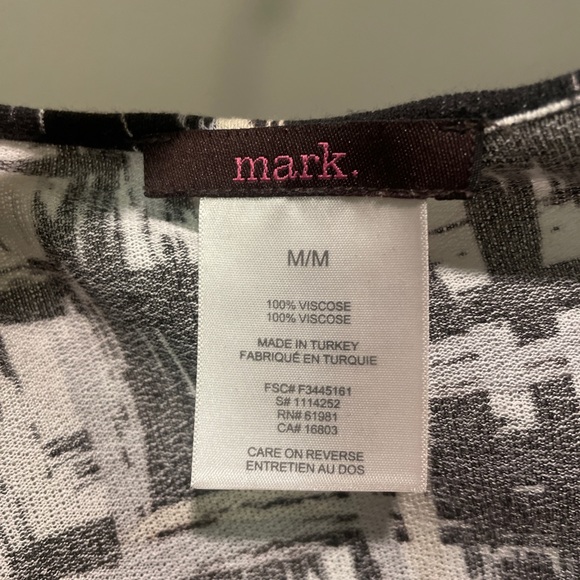 mark.
M/M
100% VISCOSE
100% VISCOSE
MADE IN TURKEY
FABRIQUÉ EN TURQUIE
FSC# F3445161
S# 1114252
RN# 61981
CA# 16803
CARE ON REVERSE
ENTRETIEN AU DOS